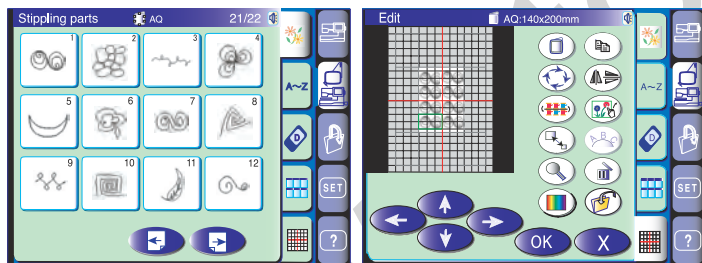 Stippling parts AQ 21/22
1 2 3 4
A~Z
5 6 7 8
D
9 10 11 12
SET
?
Edit AQ:140x200mm
A~Z
D
SET
OK X
?